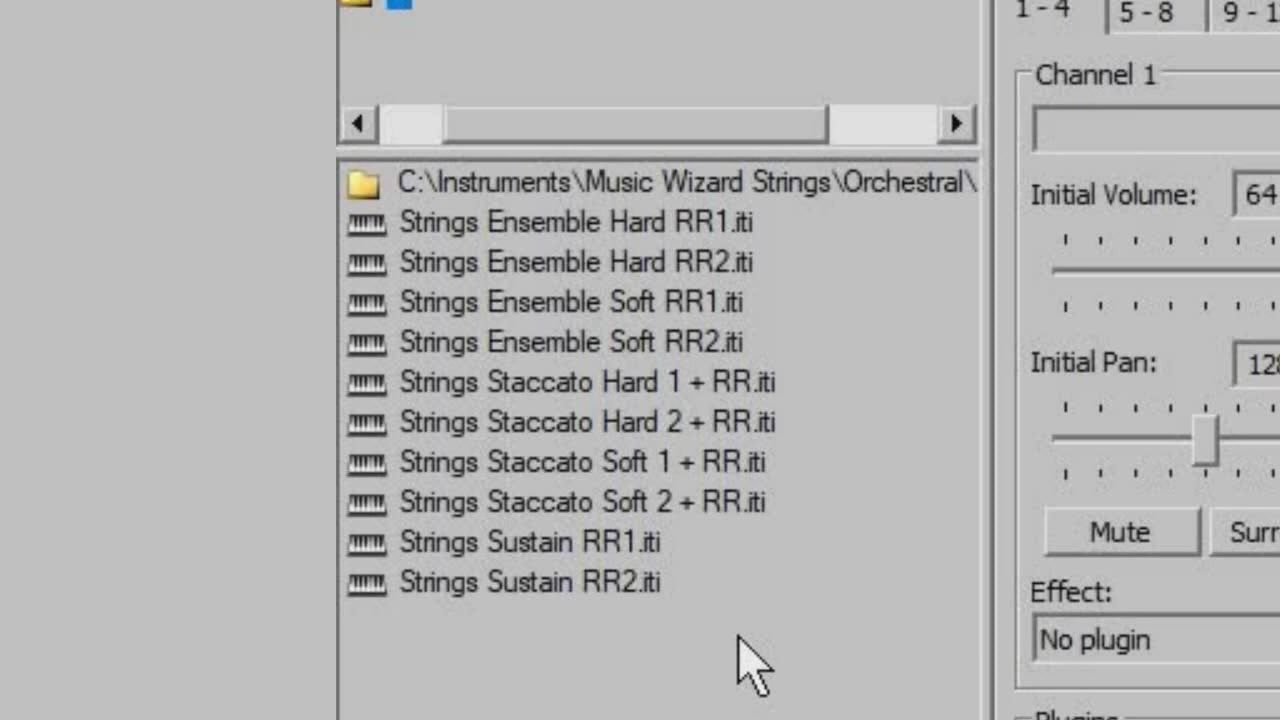 1 - 4
5 - 8
Channel 1
C:\Instruments\Music Wizard Strings\Orchestral\
Initial Volume:
64
Strings Ensemble Hard RR1.iti
Strings Ensemble Hard RR2.iti
Strings Ensemble Soft RR1.iti
Strings Ensemble Soft RR2.iti
Initial Pan:
128
Strings Staccato Hard 1 + RR.iti
Strings Staccato Hard 2 + RR.iti
Strings Staccato Soft 1 + RR.iti
Strings Staccato Soft 2 + RR.iti
Mute
Strings Sustain RR1.iti
Strings Sustain RR2.iti
Effect:
No plugin